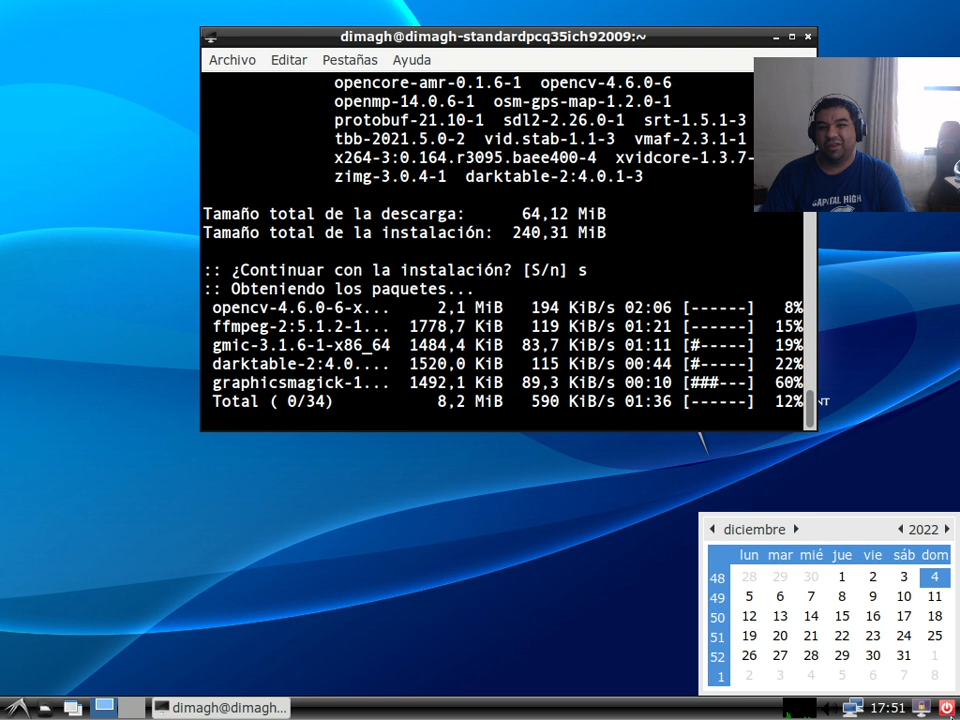 dimagh@dimagh-standardpcq35ich92009:~
Archivo Editar Pestañas Ayuda
opencore-amr-0.1.6-1 opencv-4.6.0-6
openmp-14.0.6-1 osm-gps-map-1.2.0-1
protobuf-21.10-1 sdl2-2.26.0-1 srt-1.5.1-3
tbb-2021.5.0-2 vid.stab-1.1-3 vmaf-2.3.1-1
x264-3:0.164.r3095.baee400-4 xvidcore-1.3.7-
zimg-3.0.4-1 darktable-2:4.0.1-3
Tamaño total de la descarga: 64,12 MiB
Tamaño total de la instalación: 240,31 MiB
:: ¿Continuar con la instalación? [S/n] s
:: Obteniendo los paquetes...
opencv-4.6.0-6-x... 2,1 MiB 194 KiB/s 02:06 [------] 8%
ffmpeg-2:5.1.2-1... 1778,7 KiB 119 KiB/s 01:21 [------] 15%
gmic-3.1.6-1-x86_64 1484,4 KiB 83,7 KiB/s 01:11 [#-----] 19%
darktable-2:4.0.... 1520,0 KiB 115 KiB/s 00:44 [#-----] 22%
graphicsmagick-1... 1492,1 KiB 89,3 KiB/s 00:10 [###---] 60%
Total ( 0/34) 8,2 MiB 590 KiB/s 01:36 [------] 12%
NT
CAPITAL HIGH
diciembre 2022
lun mar mié jue vie sáb dom
48 28 29 30 1 2 3 4
49 5 6 7 8 9 10 11
50 12 13 14 15 16 17 18
51 19 20 21 22 23 24 25
52 26 27 28 29 30 31 1
1 2 3 4 5 6 7 8
dimagh@dimagh... 17:51